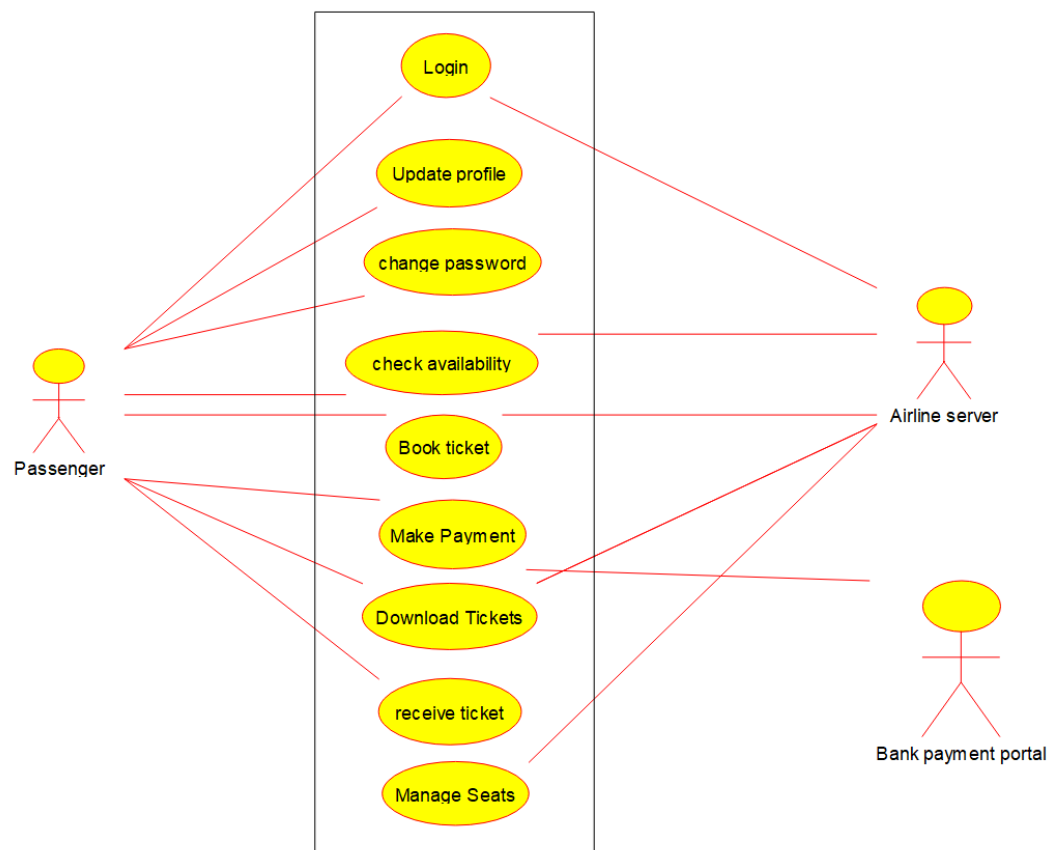 Login
Update profile
change password
check availability
Book ticket
Make Payment
Download Tickets
receive ticket
Manage Seats
Passenger
Airline server
Bank payment portal